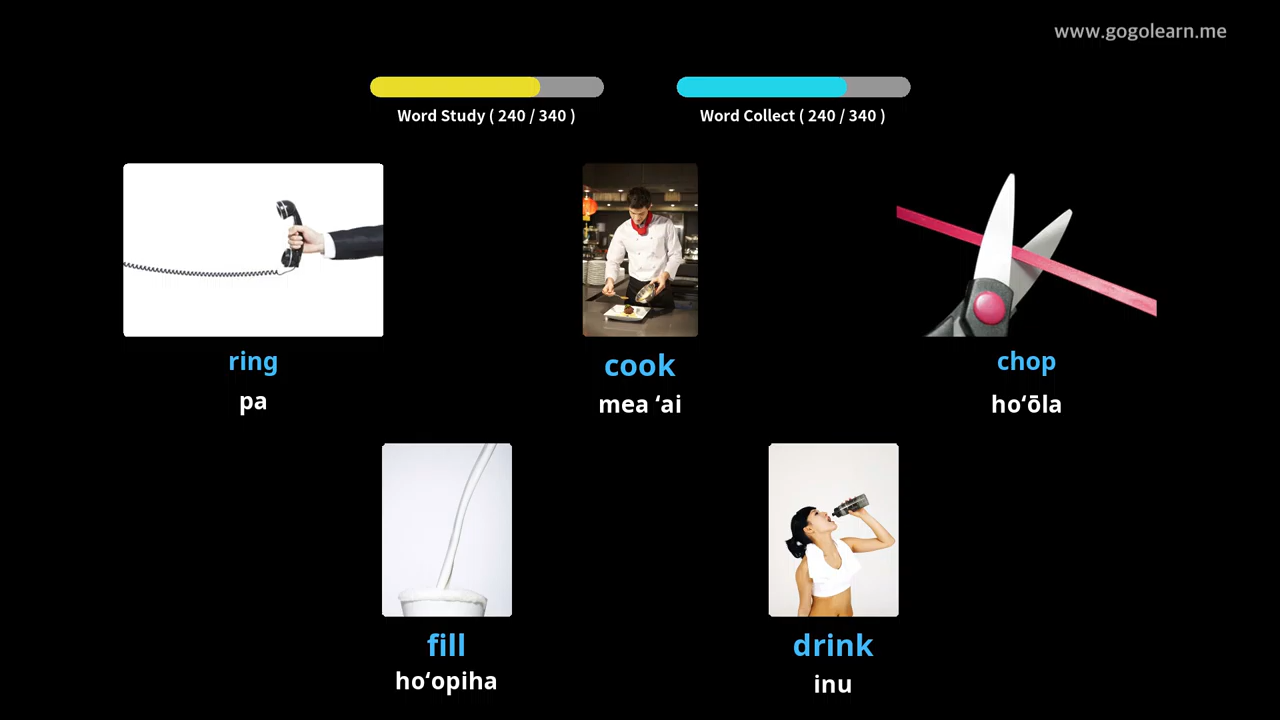 www.gogolearn.me
Word Study ( 240 / 340 )
Word Collect ( 240 / 340 )
ring
pa
cook
mea ʻai
chop
hoʻōla
fill
hoʻopiha
drink
inu